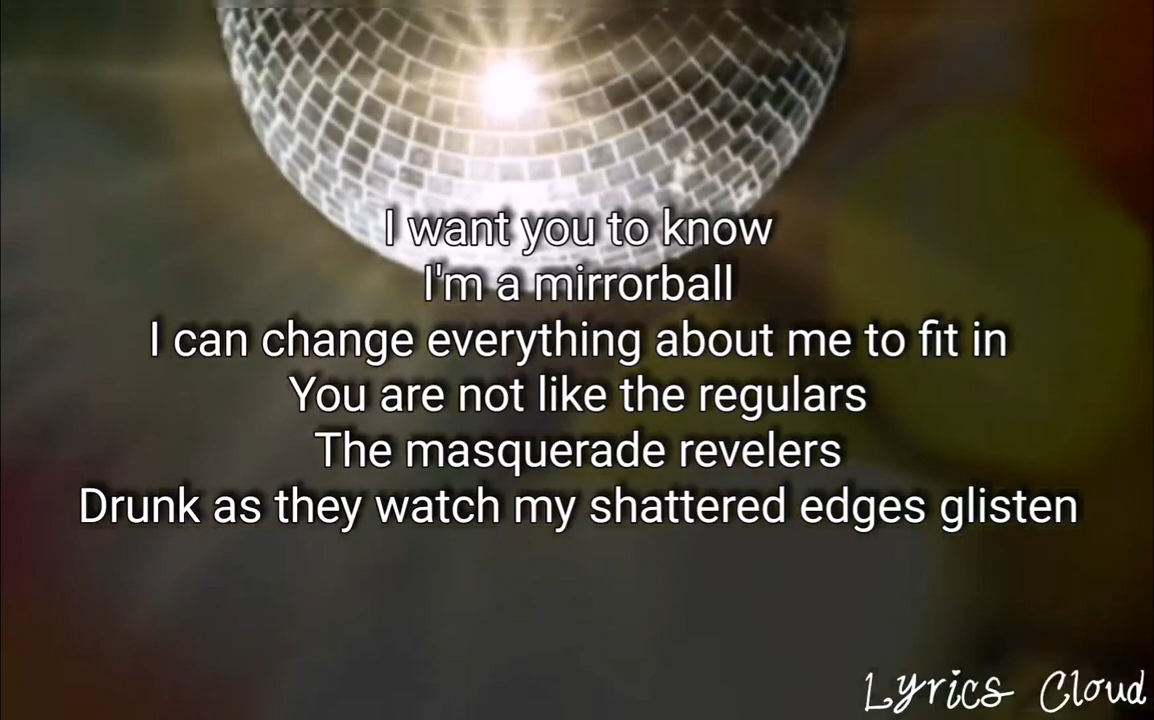 I want you to know
I'm a mirrorball
I can change everything about me to fit in
You are not like the regulars
The masquerade revelers
Drunk as they watch my shattered edges glisten
Lyrics Cloud